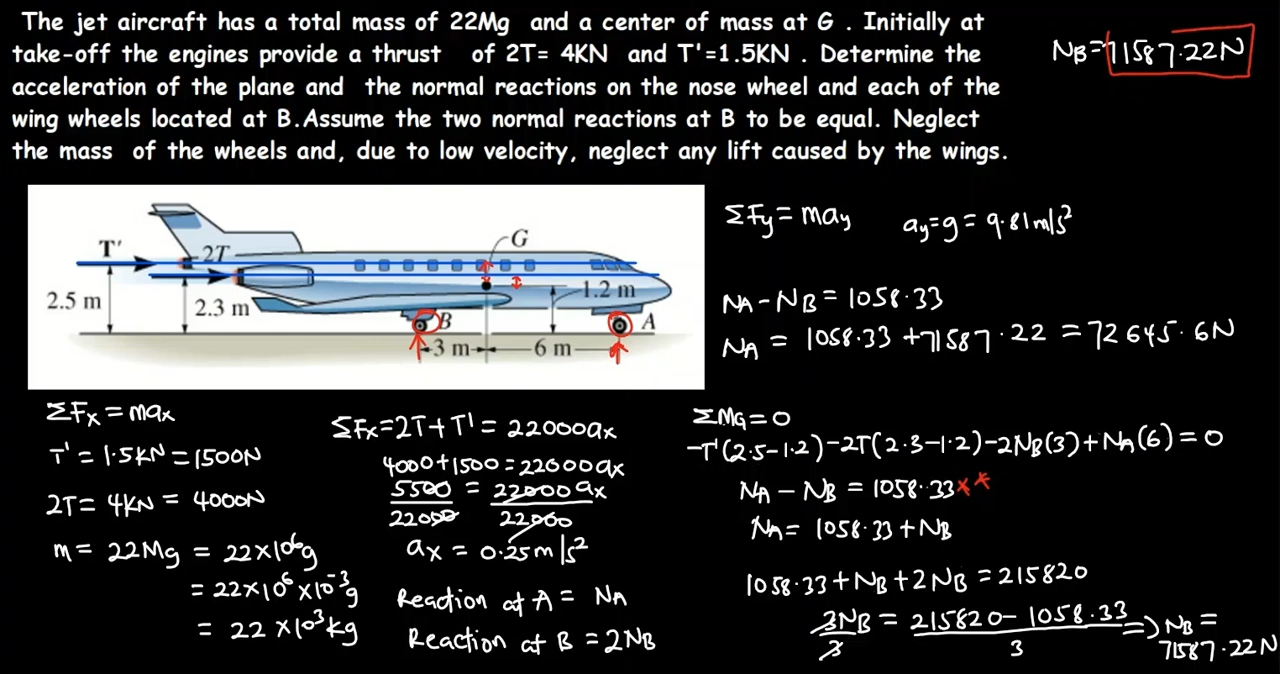 The jet aircraft has a total mass of 22Mg and a center of mass at G . Initially at
take-off the engines provide a thrust of 2T= 4KN and T'=1.5KN . Determine the
acceleration of the plane and the normal reactions on the nose wheel and each of the
wing wheels located at B.Assume the two normal reactions at B to be equal. Neglect
the mass of the wheels and, due to low velocity, neglect any lift caused by the wings.
NB=71587.22N
T'
2T
G
2.5 m
2.3 m
1.2 m
B
A
3 m
6 m
ΣFy = may
ay=g= 9.81m/s²
NA - NB = 1058.33
NA = 1058.33 +71587.22 = 72645.6N
ΣFx = max
T' = 1.5KN = 1500N
2T= 4KN = 4000N
m = 22Mg = 22×10⁶g
= 22×10⁶ ×10⁻³g
= 22 ×10³kg
ΣFx=2T+T' = 22000ax
4000+1500=22000ax
5500 = 22000ax
22000 22000
ax = 0.25m/s²
Reaction at A = NA
Reaction at B = 2NB
ΣMG = 0
-T'(2.5-1.2)-2T(2.3-1.2)-2NB(3)+NA(6) = 0
NA - NB = 1058.33**
NA= 1058.33 + NB
1058.33+NB+2NB =215820
3NB = 215820 - 1058.33 => NB =
3 3 71587.22N